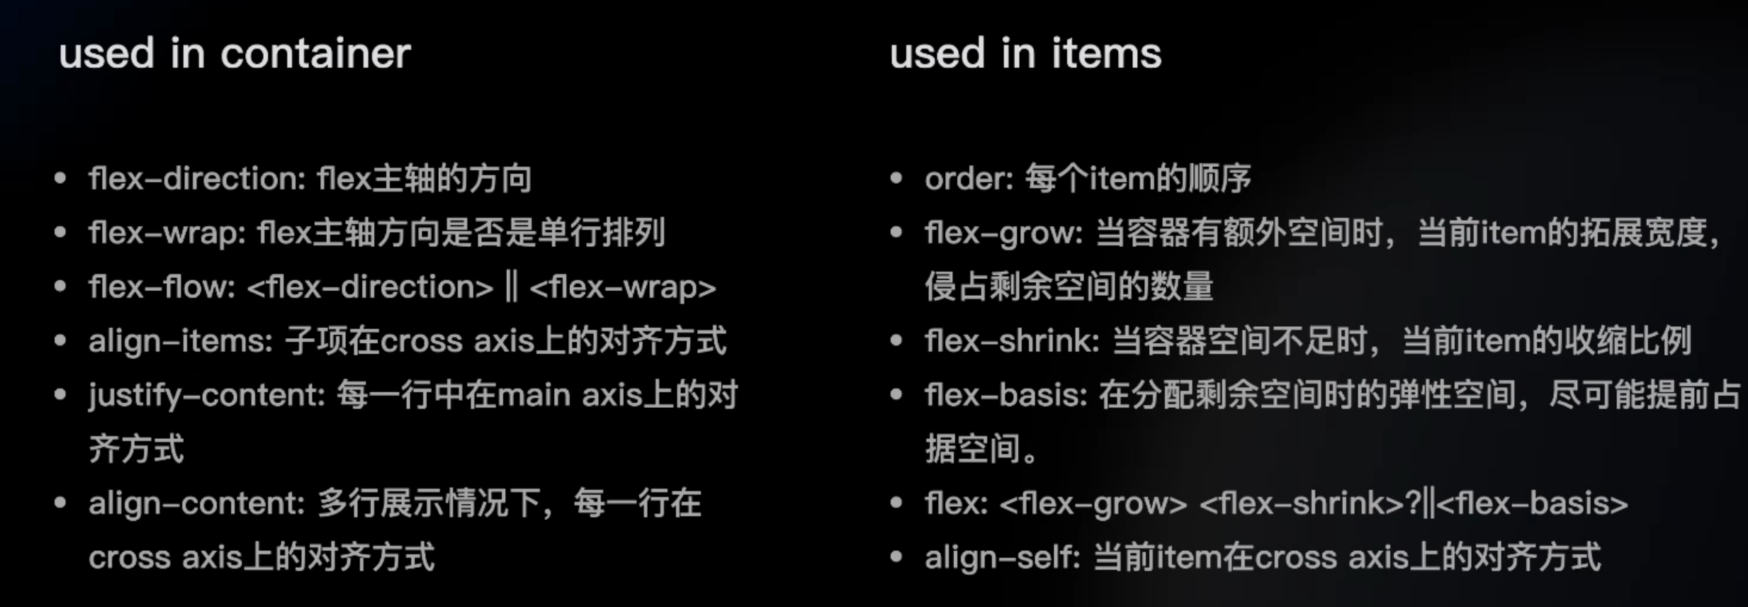 used in container
• flex-direction: flex主轴的方向
• flex-wrap: flex主轴方向是否是单行排列
• flex-flow: <flex-direction> || <flex-wrap>
• align-items: 子项在cross axis上的对齐方式
• justify-content: 每一行中在main axis上的对
齐方式
• align-content: 多行展示情况下，每一行在
cross axis上的对齐方式
used in items
• order: 每个item的顺序
• flex-grow: 当容器有额外空间时，当前item的拓展宽度，
侵占剩余空间的数量
• flex-shrink: 当容器空间不足时，当前item的收缩比例
• flex-basis: 在分配剩余空间时的弹性空间，尽可能提前占
据空间。
• flex: <flex-grow> <flex-shrink>?||<flex-basis>
• align-self: 当前item在cross axis上的对齐方式